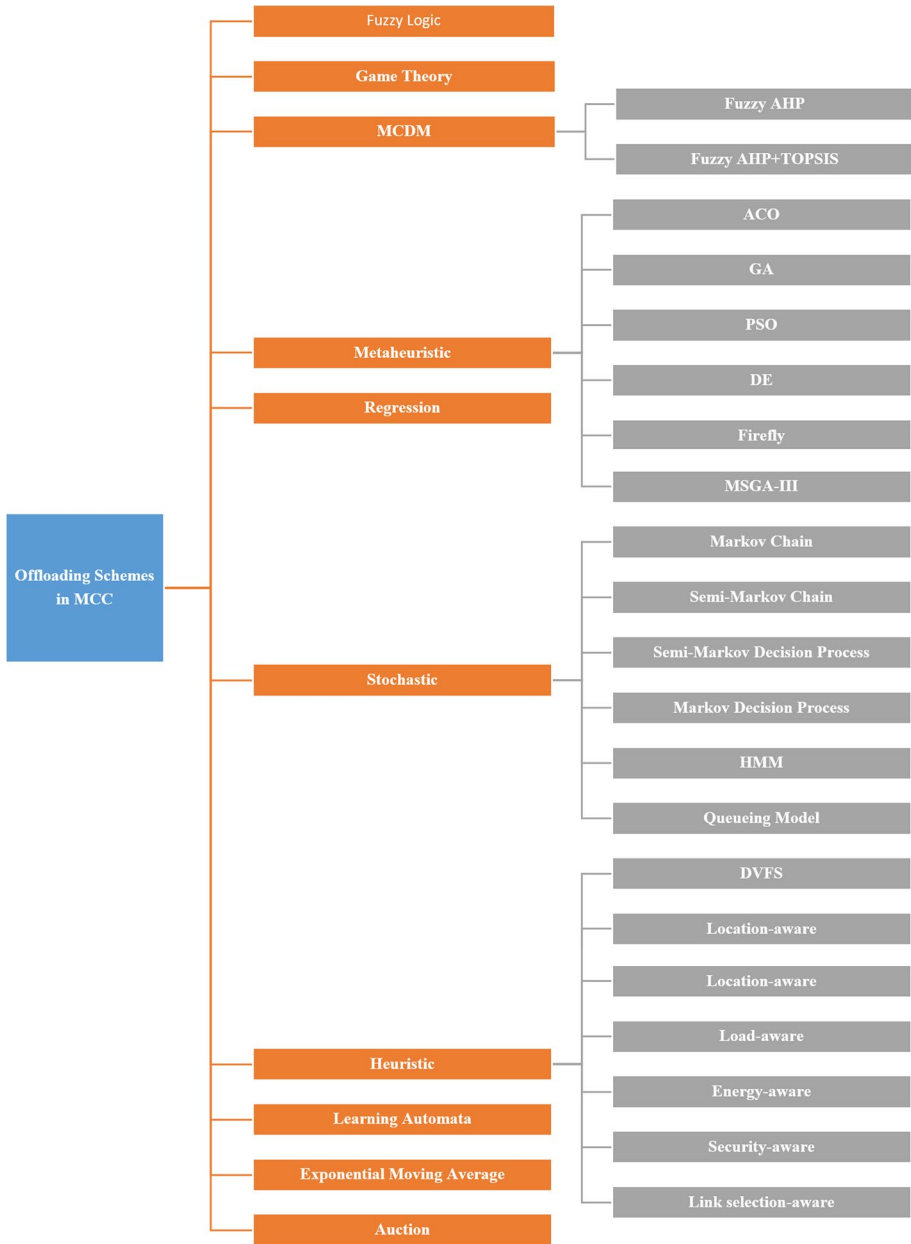 Offloading Schemes
in MCC
Fuzzy Logic
Game Theory
MCDM
Fuzzy AHP
Fuzzy AHP+TOPSIS
Metaheuristic
ACO
GA
PSO
DE
Firefly
MSGA-III
Regression
Stochastic
Markov Chain
Semi-Markov Chain
Semi-Markov Decision Process
Markov Decision Process
HMM
Queueing Model
Heuristic
DVFS
Location-aware
Location-aware
Load-aware
Energy-aware
Security-aware
Link selection-aware
Learning Automata
Exponential Moving Average
Auction